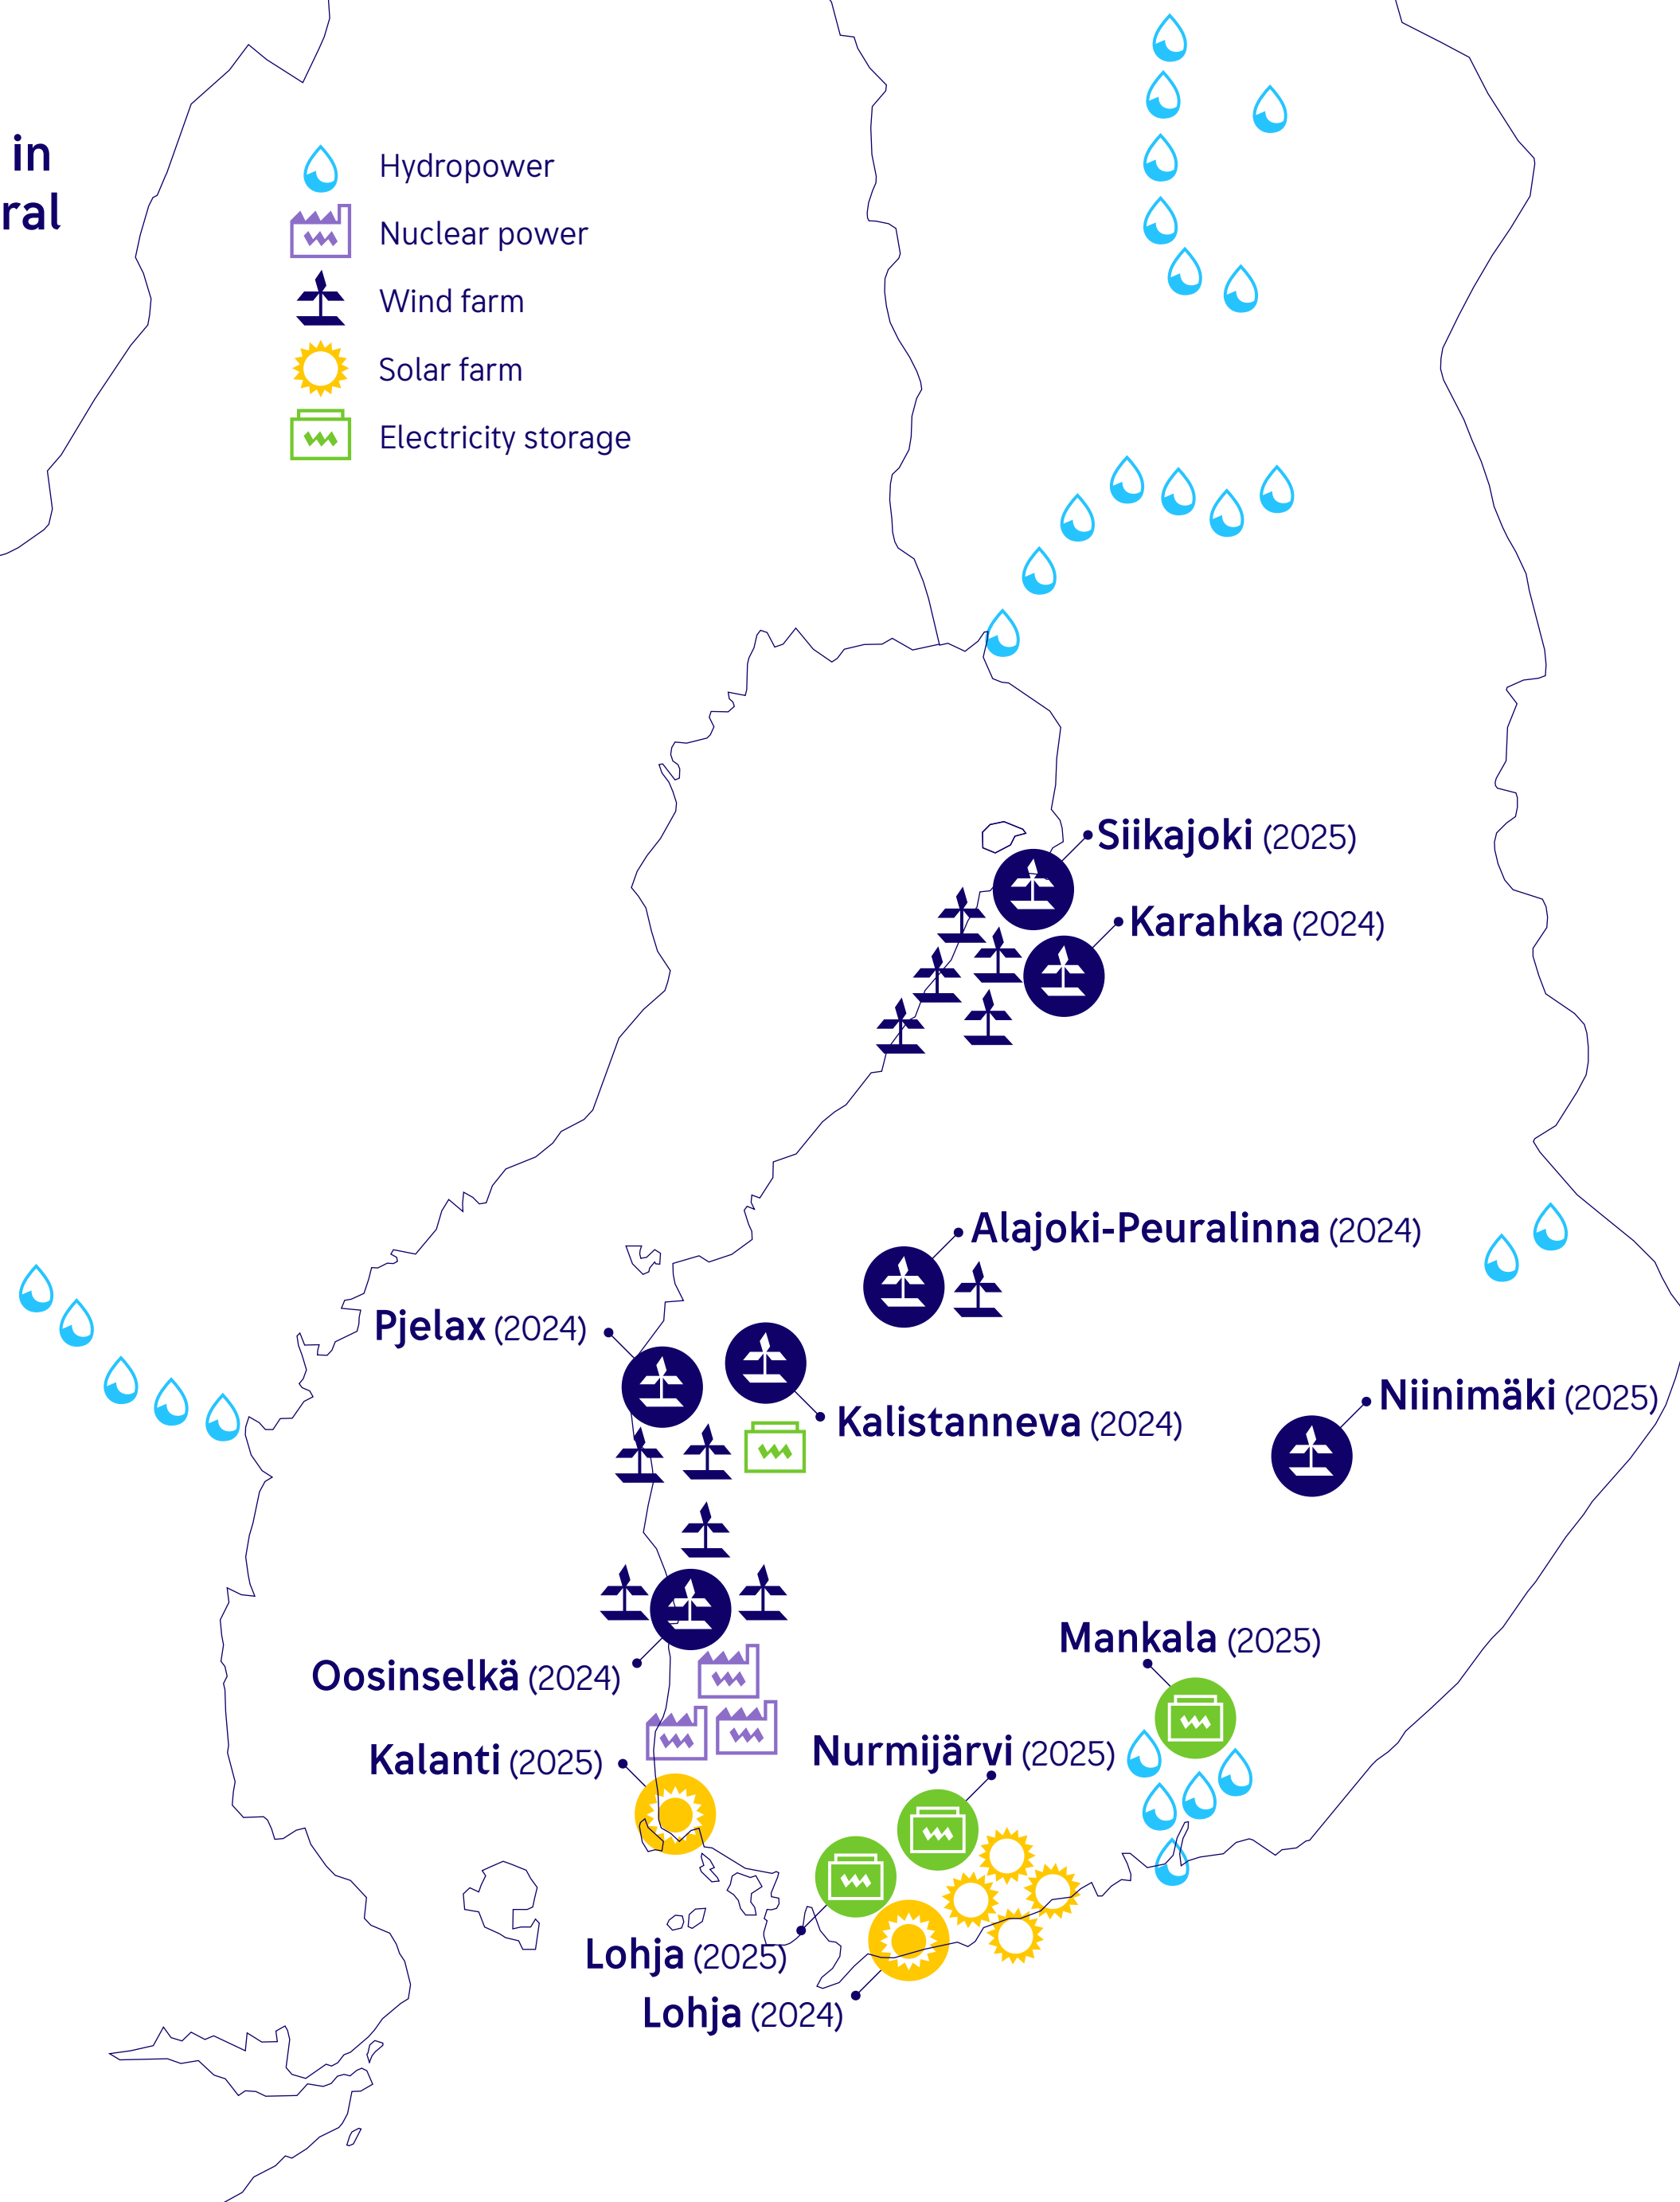 in
ral
Hydropower
Nuclear power
Wind farm
Solar farm
Electricity storage
Siikajoki (2025)
Karahka (2024)
Alajoki-Peuralinna (2024)
Pjelax (2024)
Niinimäki (2025)
Kalistanneva (2024)
Mankala (2025)
Oosinselkä (2024)
Nurmijärvi (2025)
Kalanti (2025)
Lohja (2025)
Lohja (2024)